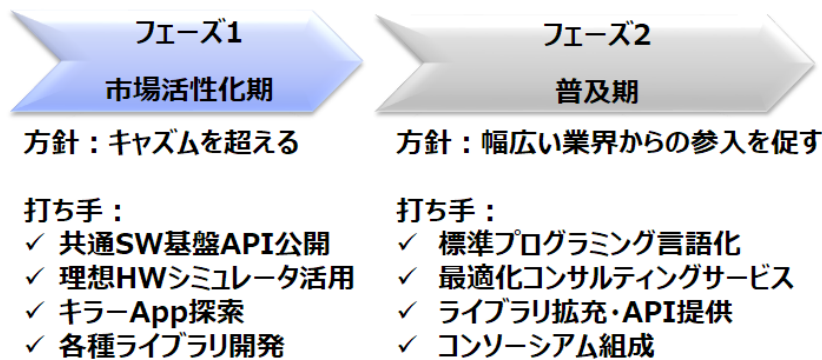 フェーズ1
市場活性化期
方針：キャズムを超える
打ち手：
✓ 共通SW基盤API公開
✓ 理想HWシミュレータ活用
✓ キラーApp探索
✓ 各種ライブラリ開発
フェーズ2
普及期
方針：幅広い業界からの参入を促す
打ち手：
✓ 標準プログラミング言語化
✓ 最適化コンサルティングサービス
✓ ライブラリ拡充・API提供
✓ コンソーシアム組成